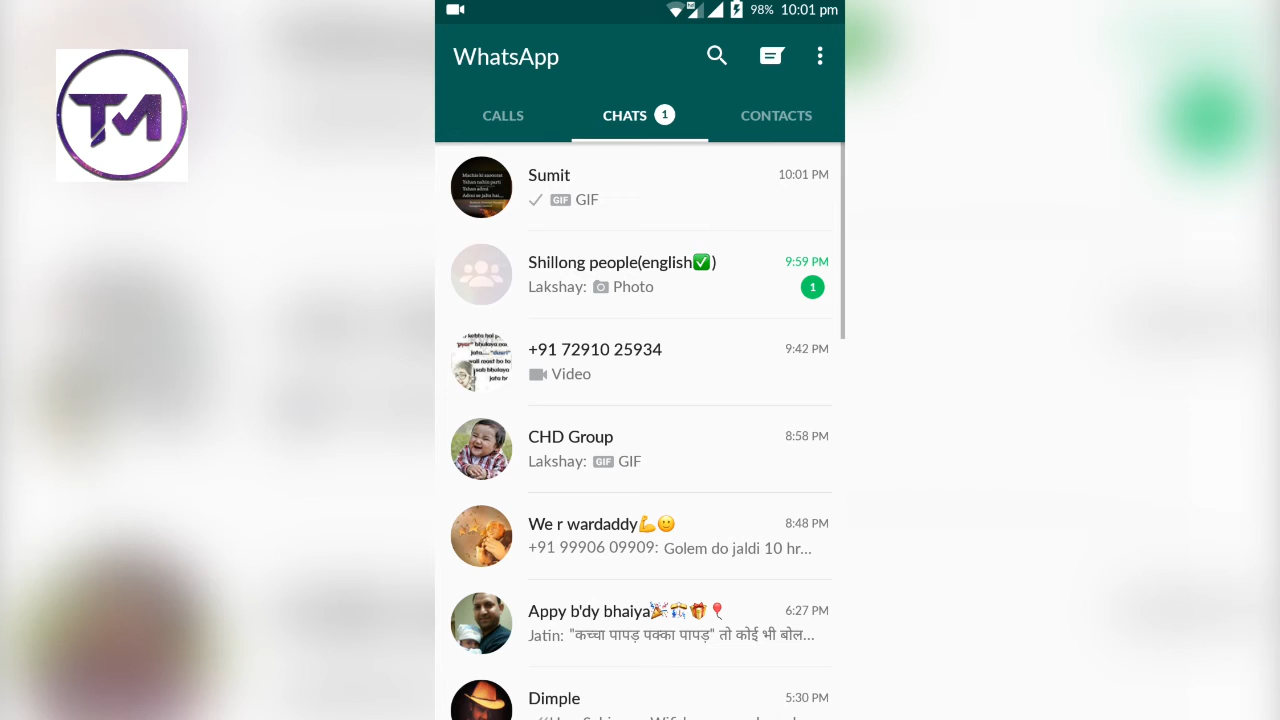 98% 10:01 pm
TM
WhatsApp
CALLS CHATS 1 CONTACTS
Sumit 10:01 PM
GIF GIF
Shillong people(english✅) 9:59 PM
Lakshay: Photo 1
+91 72910 25934 9:42 PM
Video
CHD Group 8:58 PM
Lakshay: GIF GIF
We r wardaddy💪🙂 8:48 PM
+91 99906 09909: Golem do jaldi 10 hr...
Appy b'dy bhaiya🎉🎊🎁🎈 6:27 PM
Jatin: "कच्चा पापड़ पक्का पापड़" तो कोई भी बोल...
Dimple 5:30 PM